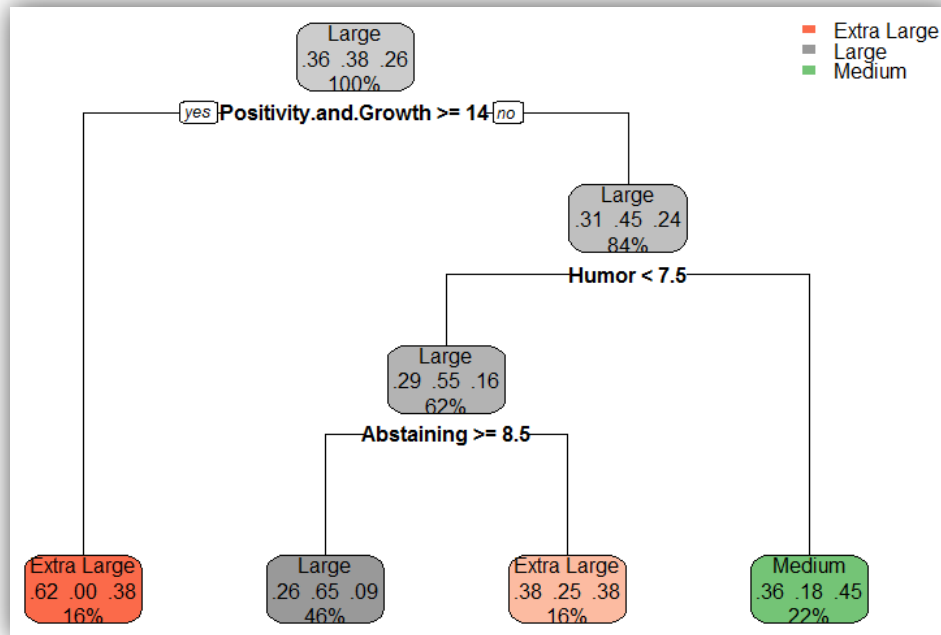 Large
.36 .38 .26
100%
Extra Large
Large
Medium
yes Positivity.and.Growth >= 14 no
Large
.31 .45 .24
84%
Humor < 7.5
Large
.29 .55 .16
62%
Abstaining >= 8.5
Extra Large
.62 .00 .38
16%
Large
.26 .65 .09
46%
Extra Large
.38 .25 .38
16%
Medium
.36 .18 .45
22%